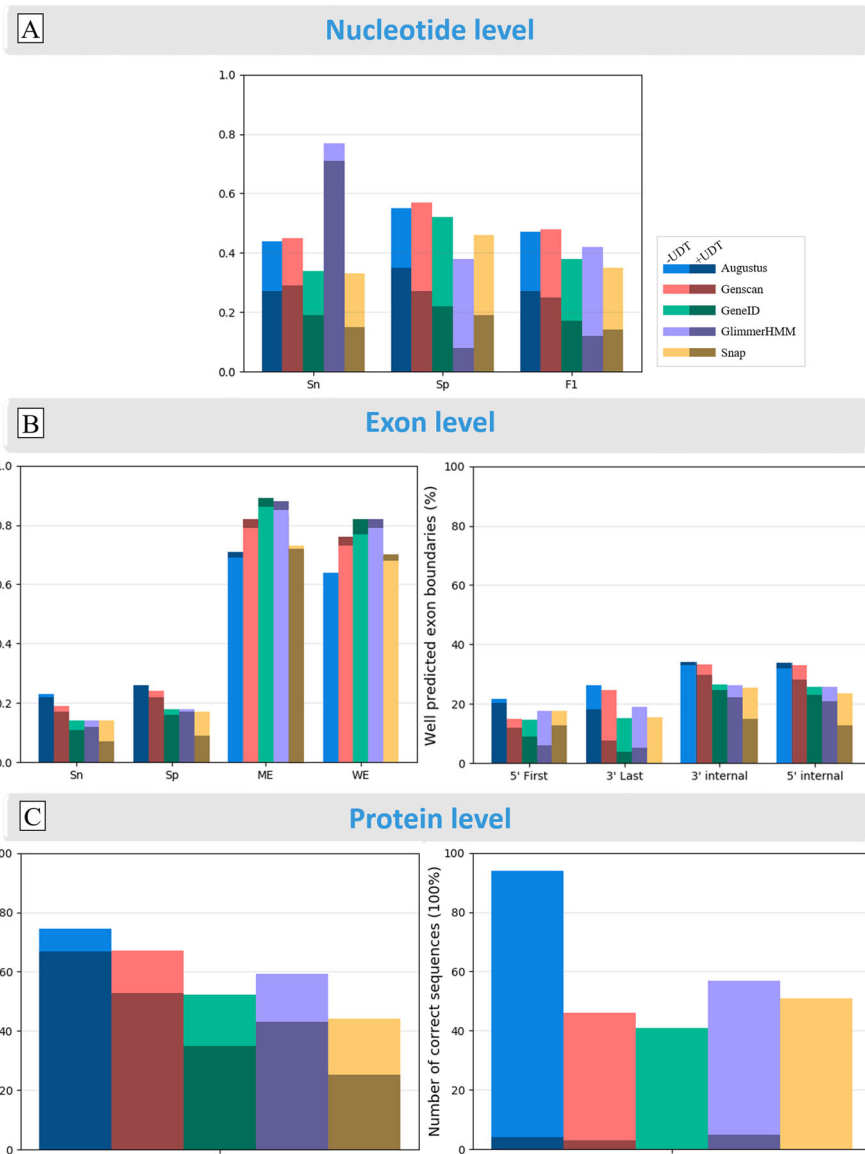 A
Nucleotide level
1.0
0.8
0.6
0.4
0.2
0.0
Sn Sp F1
-UDT +UDT
Augustus
Genscan
GeneID
GlimmerHMM
Snap
B
Exon level
1.0
0.8
0.6
0.4
0.2
0.0
Sn Sp ME WE
Well predicted exon boundaries (%)
100
80
60
40
20
0
5' First 3' Last 3' internal 5' internal
C
Protein level
00
80
60
40
20
0
Number of correct sequences (100%)
100
80
60
40
20
0